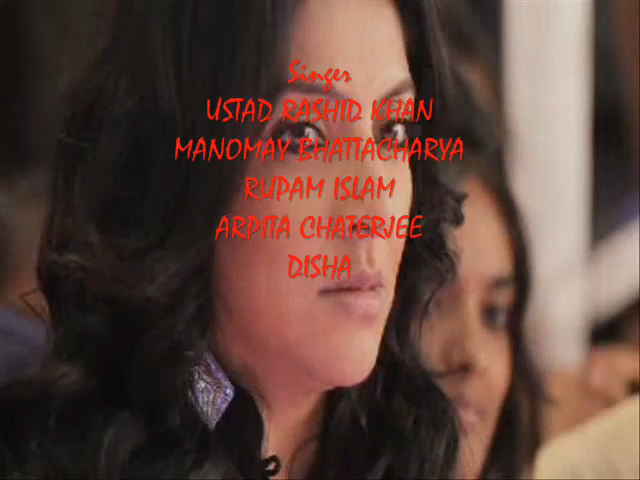 Singer
USTAD RASHID KHAN
MANOMAY BHATTACHARYA
RUPAM ISLAM
ARPITA CHATERJEE
DISHA